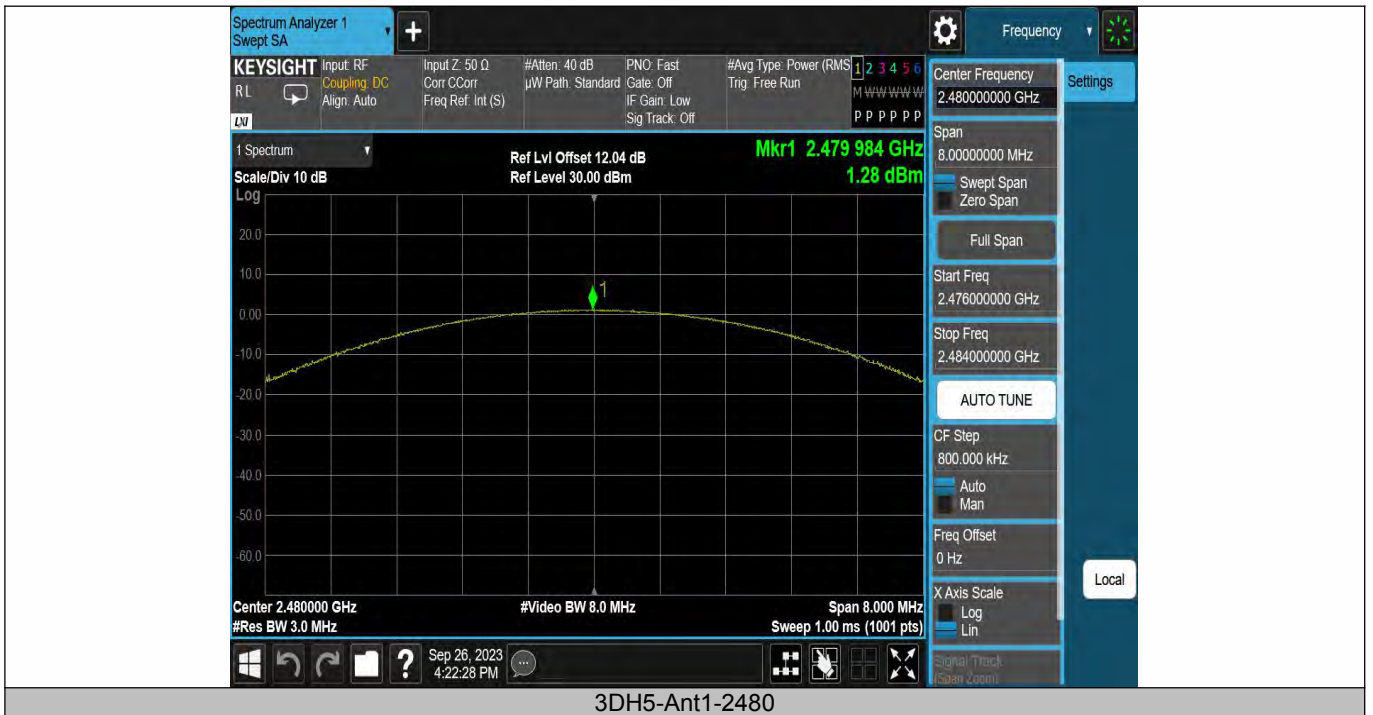 Spectrum Analyzer 1
Swept SA
+
Frequency
KEYSIGHT
RL
LXI
Input: RF
Coupling: DC
Align: Auto
Input Z: 50 Ω
Corr CCorr
Freq Ref: Int (S)
#Atten: 40 dB
µW Path: Standard
PNO: Fast
Gate: Off
IF Gain: Low
Sig Track: Off
#Avg Type: Power (RMS
Trig: Free Run
1 2 3 4 5 6
M W W W W W
P P P P P P
1 Spectrum
Scale/Div 10 dB
Log
Ref Lvl Offset 12.04 dB
Ref Level 30.00 dBm
Mkr1 2.479 984 GHz
1.28 dBm
20.0
10.0
1
0.00
-10.0
-20.0
-30.0
-40.0
-50.0
-60.0
Center 2.480000 GHz
#Res BW 3.0 MHz
#Video BW 8.0 MHz
Span 8.000 MHz
Sweep 1.00 ms (1001 pts)
Center Frequency
2.480000000 GHz
Settings
Span
8.00000000 MHz
Swept Span
Zero Span
Full Span
Start Freq
2.476000000 GHz
Stop Freq
2.484000000 GHz
AUTO TUNE
CF Step
800.000 kHz
Auto
Man
Freq Offset
0 Hz
X Axis Scale
Log
Lin
Local
Signal Track
(Span Zoom)
?
Sep 26, 2023
4:22:28 PM
3DH5-Ant1-2480